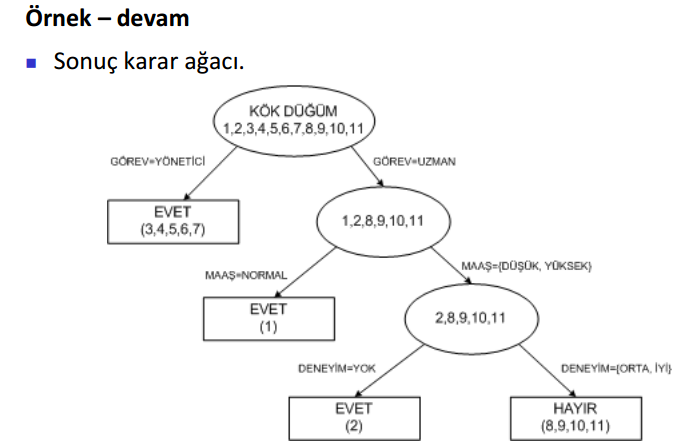 Örnek – devam
Sonuç karar ağacı.
KÖK DÜĞÜM
1,2,3,4,5,6,7,8,9,10,11
GÖREV=YÖNETİCİ
GÖREV=UZMAN
EVET
(3,4,5,6,7)
1,2,8,9,10,11
MAAŞ=NORMAL
MAAŞ={DÜŞÜK, YÜKSEK}
EVET
(1)
2,8,9,10,11
DENEYİM=YOK
DENEYİM={ORTA, İYİ}
EVET
(2)
HAYIR
(8,9,10,11)